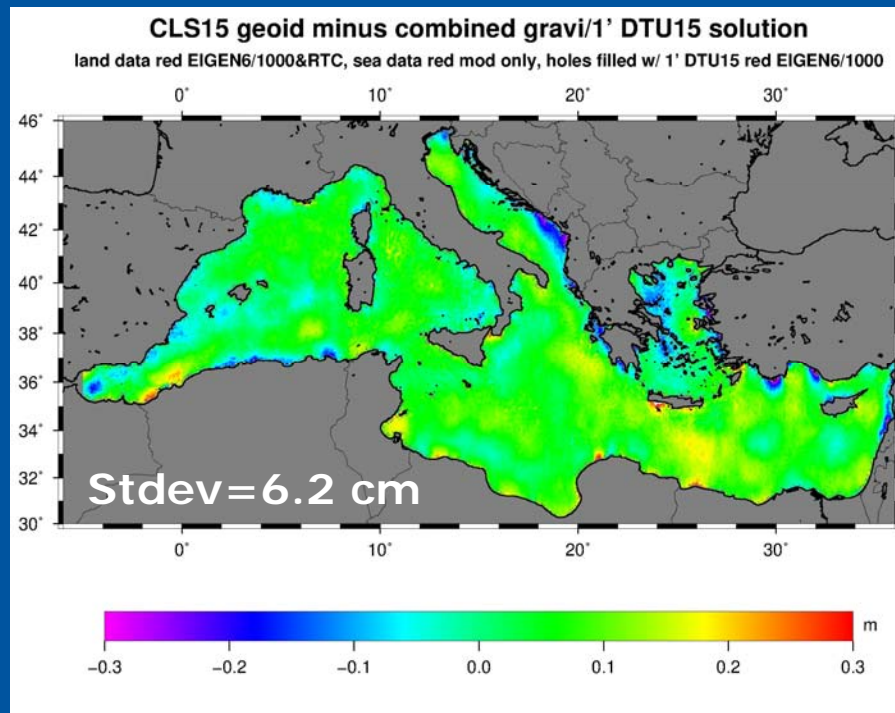 CLS15 geoid minus combined gravi/1' DTU15 solution
land data red EIGEN6/1000&RTC, sea data red mod only, holes filled w/ 1' DTU15 red EIGEN6/1000
0˚ 10˚ 20˚ 30˚
46˚
44˚
42˚
40˚
38˚
36˚
34˚
32˚
30˚
Stdev=6.2 cm
0˚ 10˚ 20˚ 30˚
m
−0.3 −0.2 −0.1 0.0 0.1 0.2 0.3